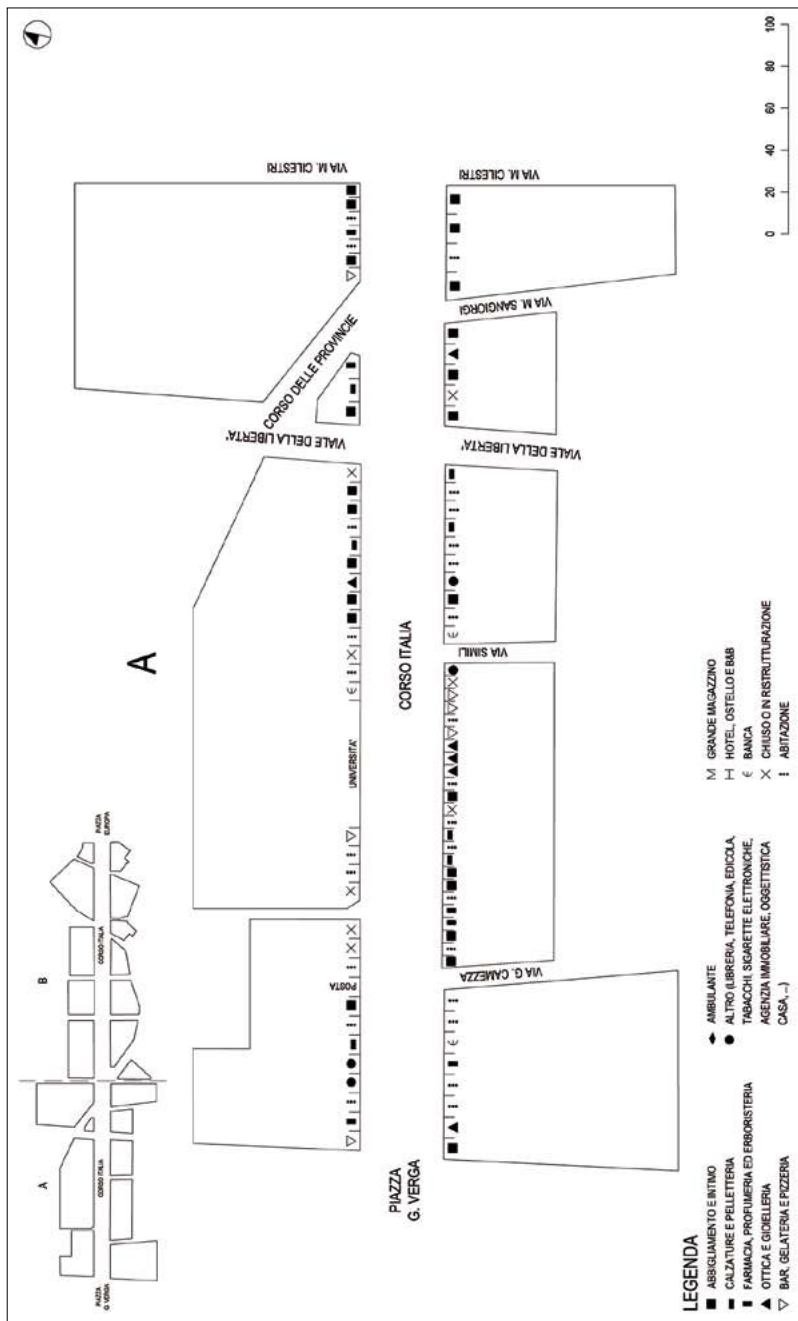 A
B
PIAZZA
G. VERGA
CORSO ITALIA
CORSO ITALIA
PIAZZA
EUROPA
A
VIA M. CILESTRI
CORSO DELLE PROVINCIE
VIALE DELLA LIBERTA'
UNIVERSITA'
POSTA
PIAZZA
G. VERGA
CORSO ITALIA
VIA G. CAMEZZA
VIA SIMILI
VIALE DELLA LIBERTA'
VIA M. SANGIORGI
VIA M. CILESTRI
LEGENDA
ABBIGLIAMENTO E INTIMO
CALZATURE E PELLETTERIA
FARMACIA, PROFUMERIA ED ERBORISTERIA
OTTICA E GIOIELLERIA
BAR, GELATERIA E PIZZERIA
AMBULANTE
ALTRO (LIBRERIA, TELEFONIA, EDICOLA,
TABACCHI, SIGARETTE ELETTRONICHE,
AGENZIA IMMOBILIARE, OGGETTISTICA
CASA, ...)
M GRANDE MAGAZZINO
H HOTEL, OSTELLO E B&B
€ BANCA
CHIUSO O IN RISTRUTTURAZIONE
ABITAZIONE
0 20 40 60 80 100